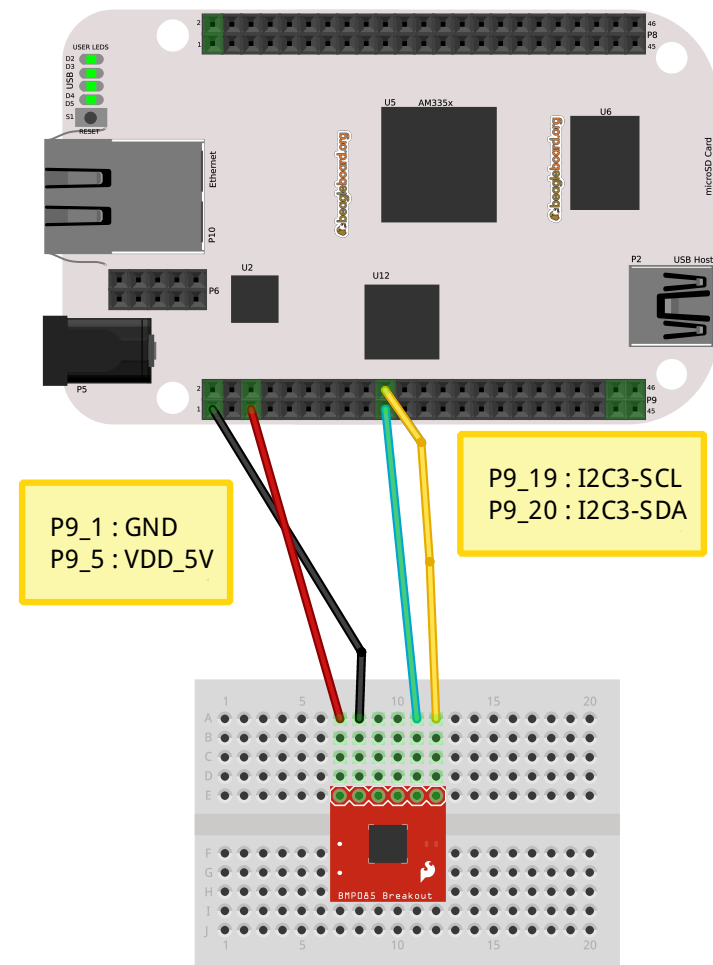 2
46
1
P8
45
USER LEDS
D2
D3
USB
D4
D5
S1
RESET
Ethernet
P10
beagleboard.org
U5
AM335x
beagleboard.org
U6
microSD Card
P6
U2
U12
P2
USB Host
P5
2
46
1
P9
45
P9_19 : I2C3-SCL
P9_20 : I2C3-SDA
P9_1 : GND
P9_5 : VDD_5V
1 5 10 15 20
A
B
C
D
E
F
G
H
I
J
BMP085 Breakout
1 5 10 15 20